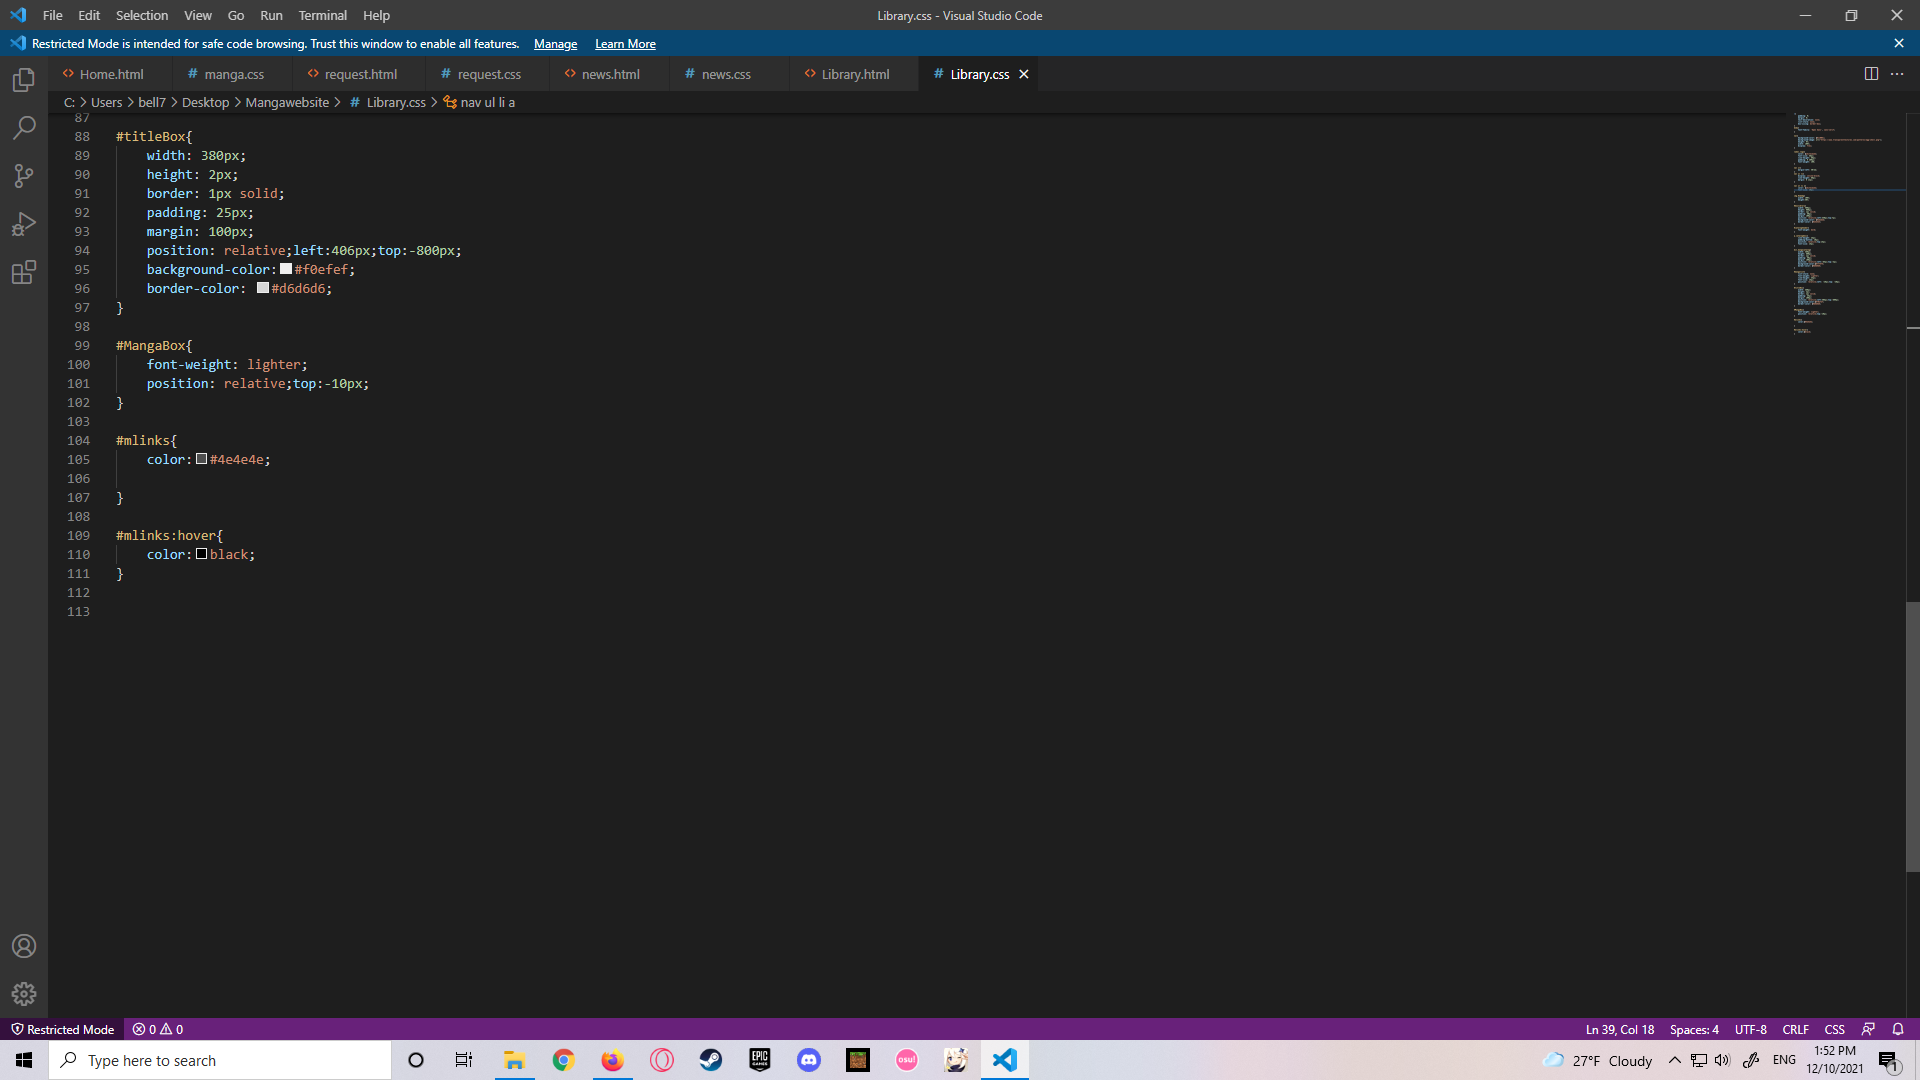 File Edit Selection View Go Run Terminal Help
Library.css - Visual Studio Code
Restricted Mode is intended for safe code browsing. Trust this window to enable all features. Manage Learn More
Home.html # manga.css request.html # request.css news.html # news.css Library.html # Library.css
C: > Users > bell7 > Desktop > Mangawebsite > # Library.css > nav ul li a
87
88 #titleBox{
89     width: 380px;
90     height: 2px;
91     border: 1px solid;
92     padding: 25px;
93     margin: 100px;
94     position: relative;left:406px;top:-800px;
95     background-color: #f0efef;
96     border-color: #d6d6d6;
97 }
98
99 #MangaBox{
100     font-weight: lighter;
101     position: relative;top:-10px;
102 }
103
104 #mlinks{
105     color: #4e4e4e;
106
107 }
108
109 #mlinks:hover{
110     color: black;
111 }
112
113
Restricted Mode 0 0 Ln 39, Col 18 Spaces: 4 UTF-8 CRLF CSS
Type here to search
EPIC GAMES
osu!
27°F Cloudy ENG
1:52 PM
12/10/2021
1